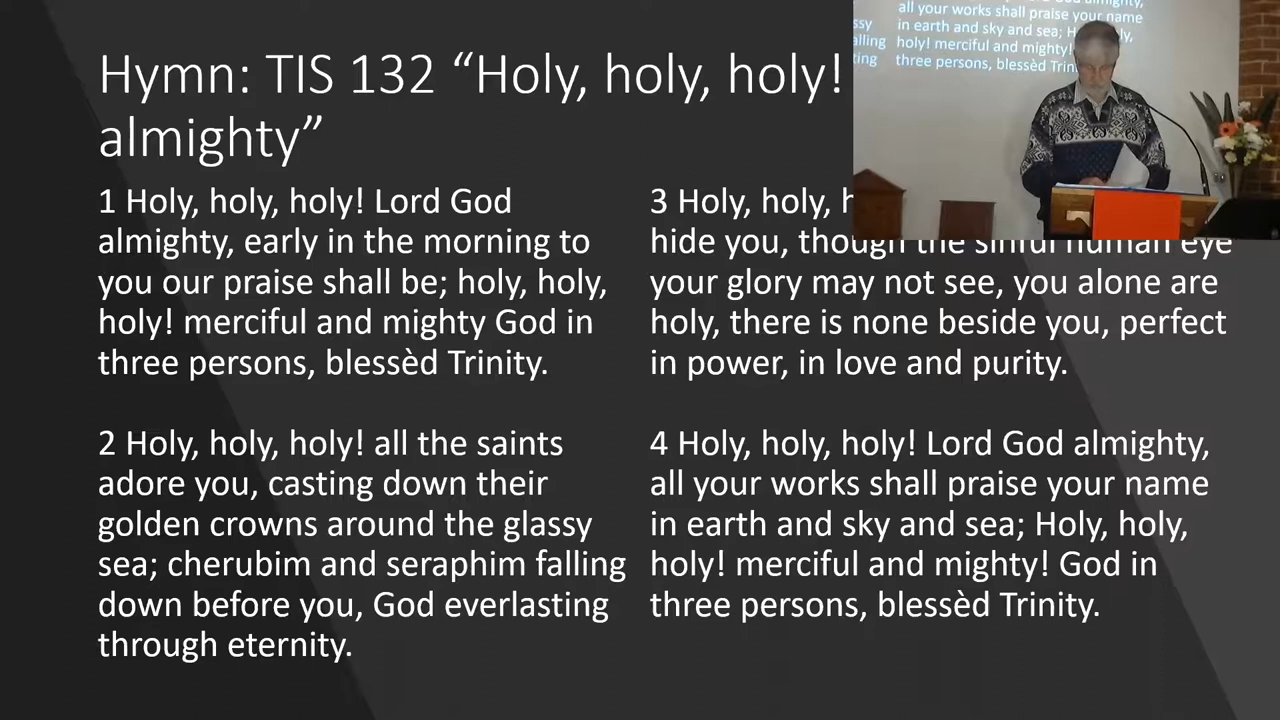 Hymn: TIS 132 “Holy, holy, holy!
almighty”
1 Holy, holy, holy! Lord God
almighty, early in the morning to
you our praise shall be; holy, holy,
holy! merciful and mighty God in
three persons, blessèd Trinity.
2 Holy, holy, holy! all the saints
adore you, casting down their
golden crowns around the glassy
sea; cherubim and seraphim falling
down before you, God everlasting
through eternity.
3 Holy, holy,
hide you, though the sinful human eye
your glory may not see, you alone are
holy, there is none beside you, perfect
in power, in love and purity.
4 Holy, holy, holy! Lord God almighty,
all your works shall praise your name
in earth and sky and sea; Holy, holy,
holy! merciful and mighty! God in
three persons, blessèd Trinity.
almighty,
all your works shall praise your name
in earth and sky and sea;
holy! merciful and mighty!
three persons, blessèd